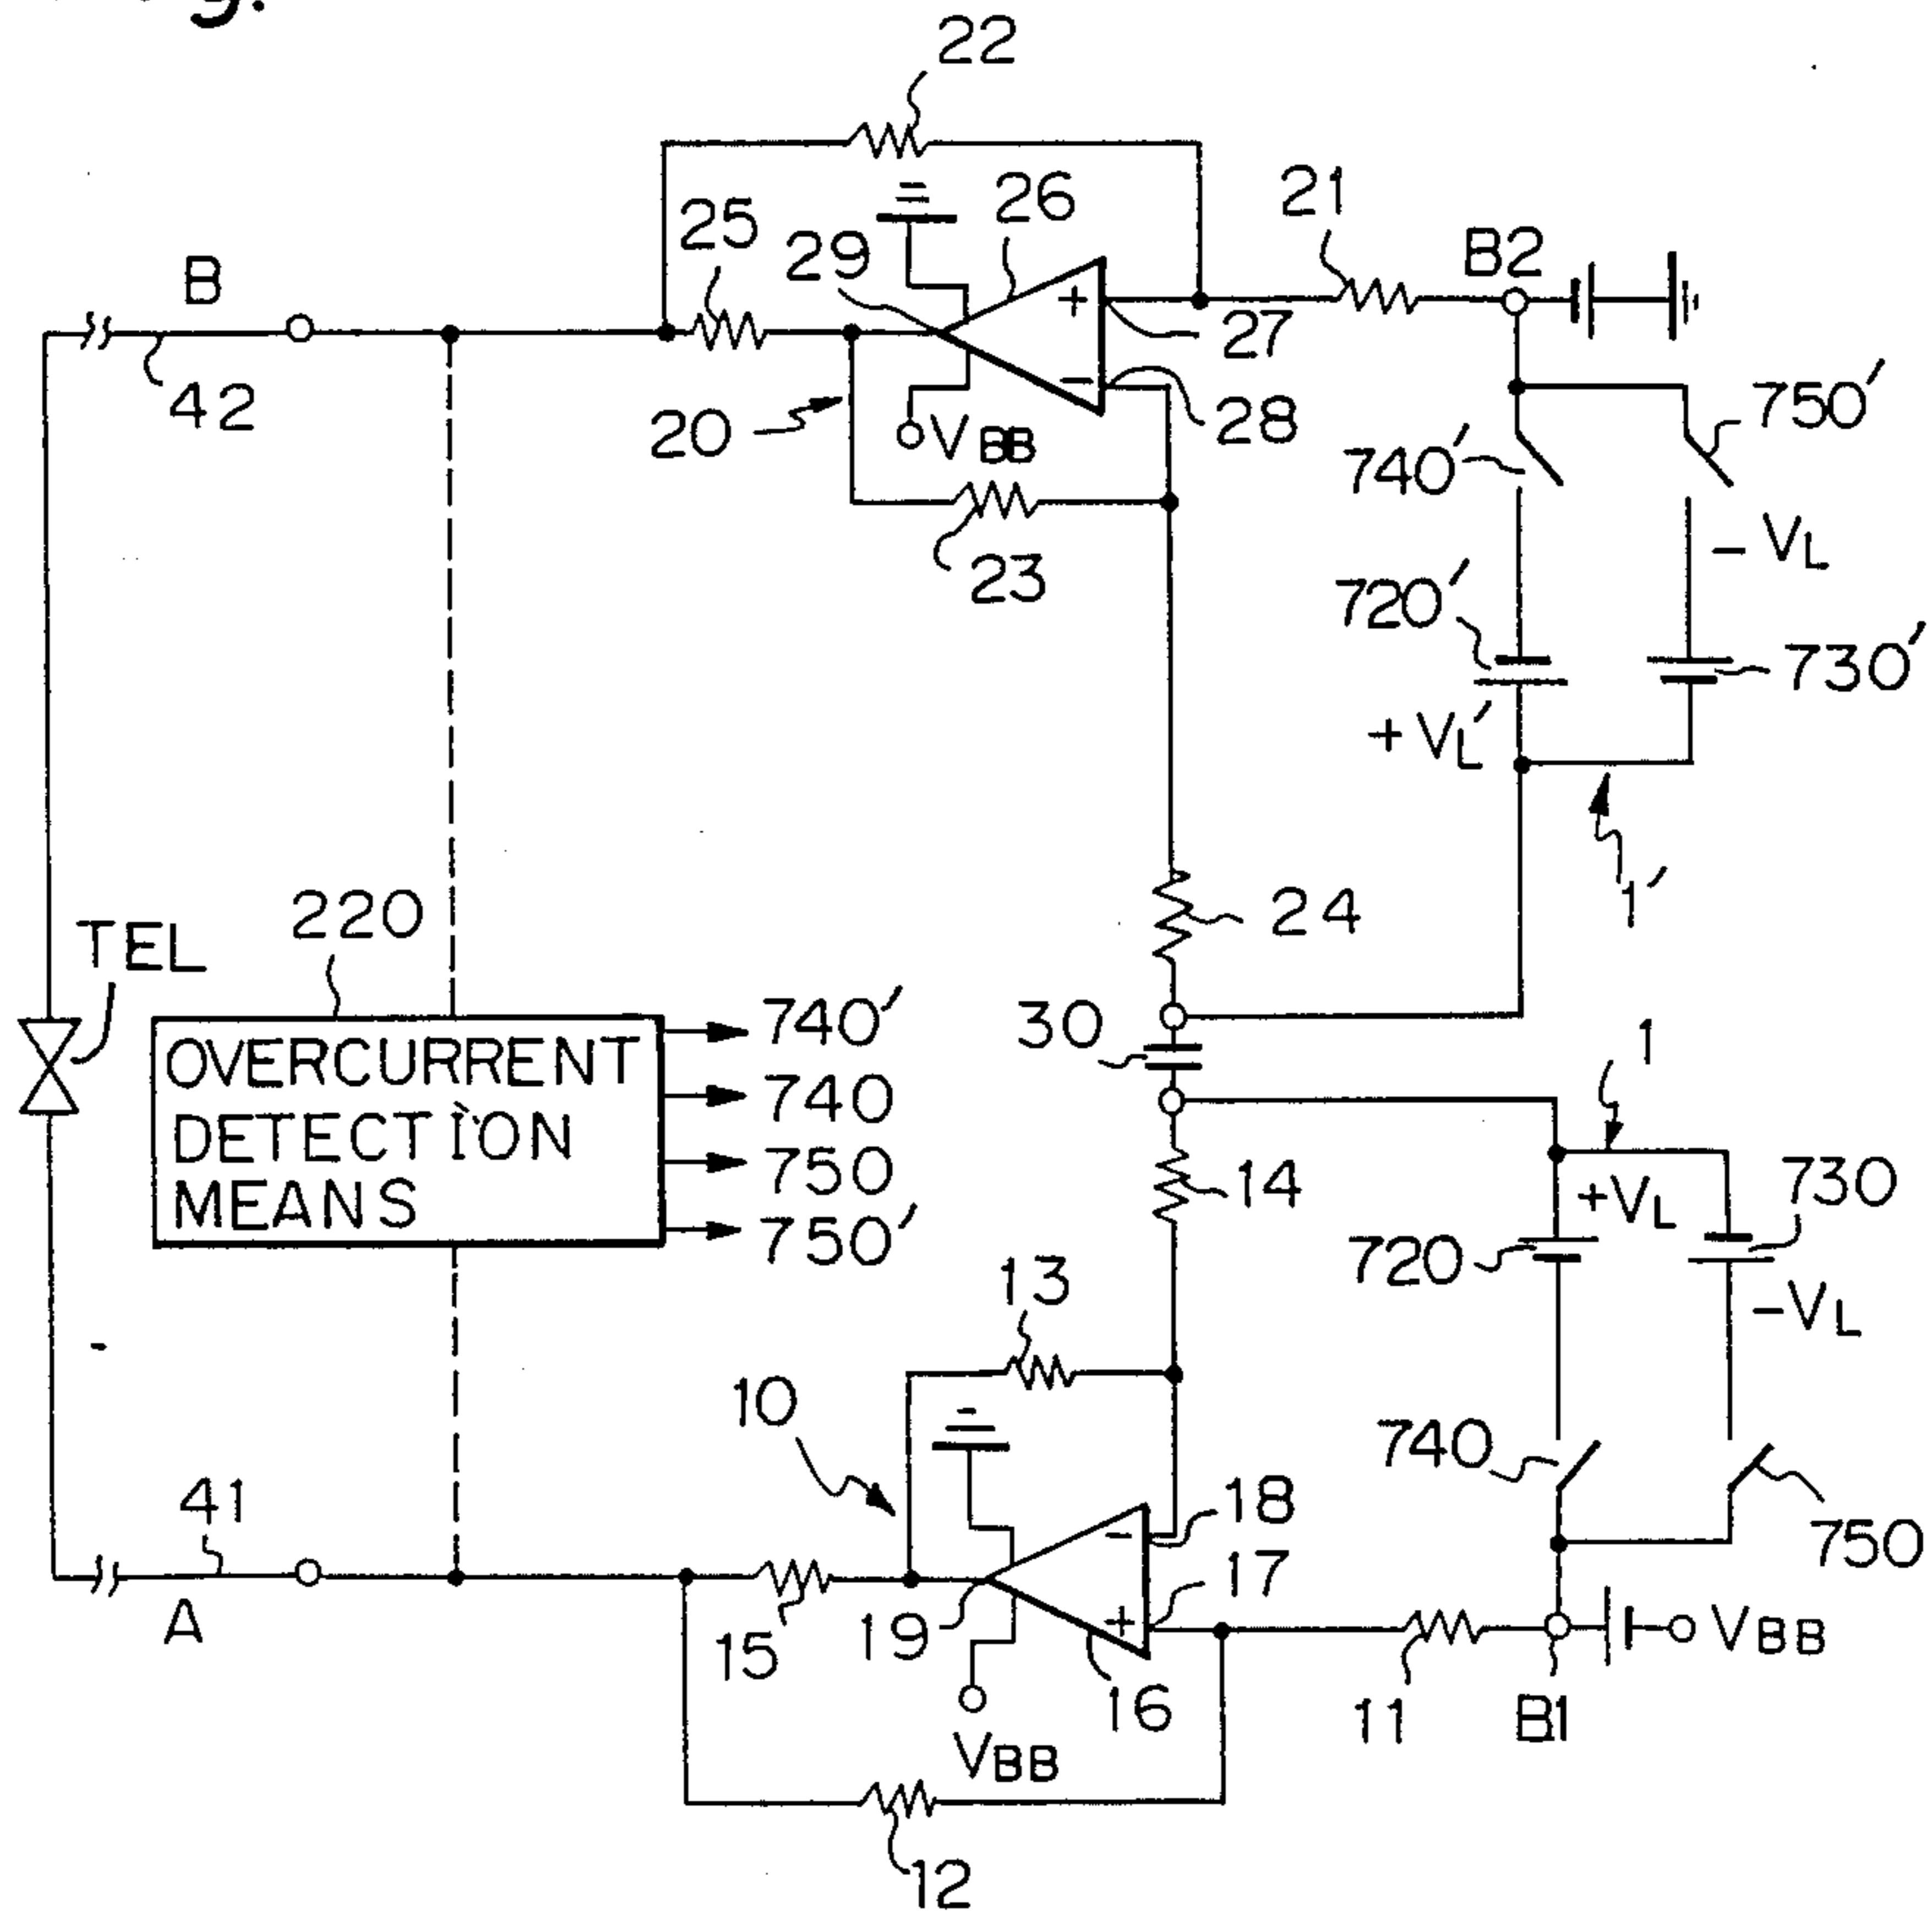 g.
22
26
25
29
21
B2
B
27
42
20
28
VBB
750′
740′
- VL
23
720′
730′
+ VL′
1′
24
220
TEL
740′
30
1
OVERCURRENT
DETECTION
MEANS
740
750
750′
14
730
+VL
720
13
-VL
10
740
41
18
17
750
A
19
15
16
11
B1
VBB
VBB
12